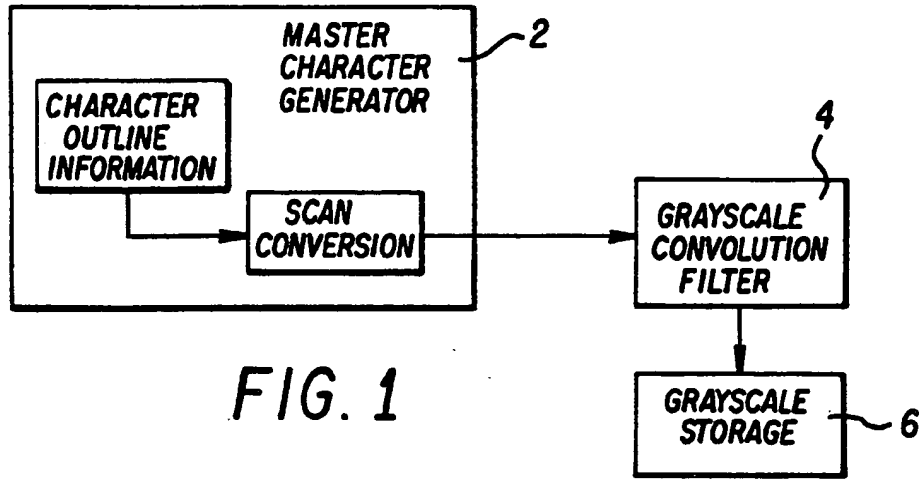 MASTER
CHARACTER
GENERATOR
2
CHARACTER
OUTLINE
INFORMATION
SCAN
CONVERSION
4
GRAYSCALE
CONVOLUTION
FILTER
GRAYSCALE
STORAGE
6
FIG. 1